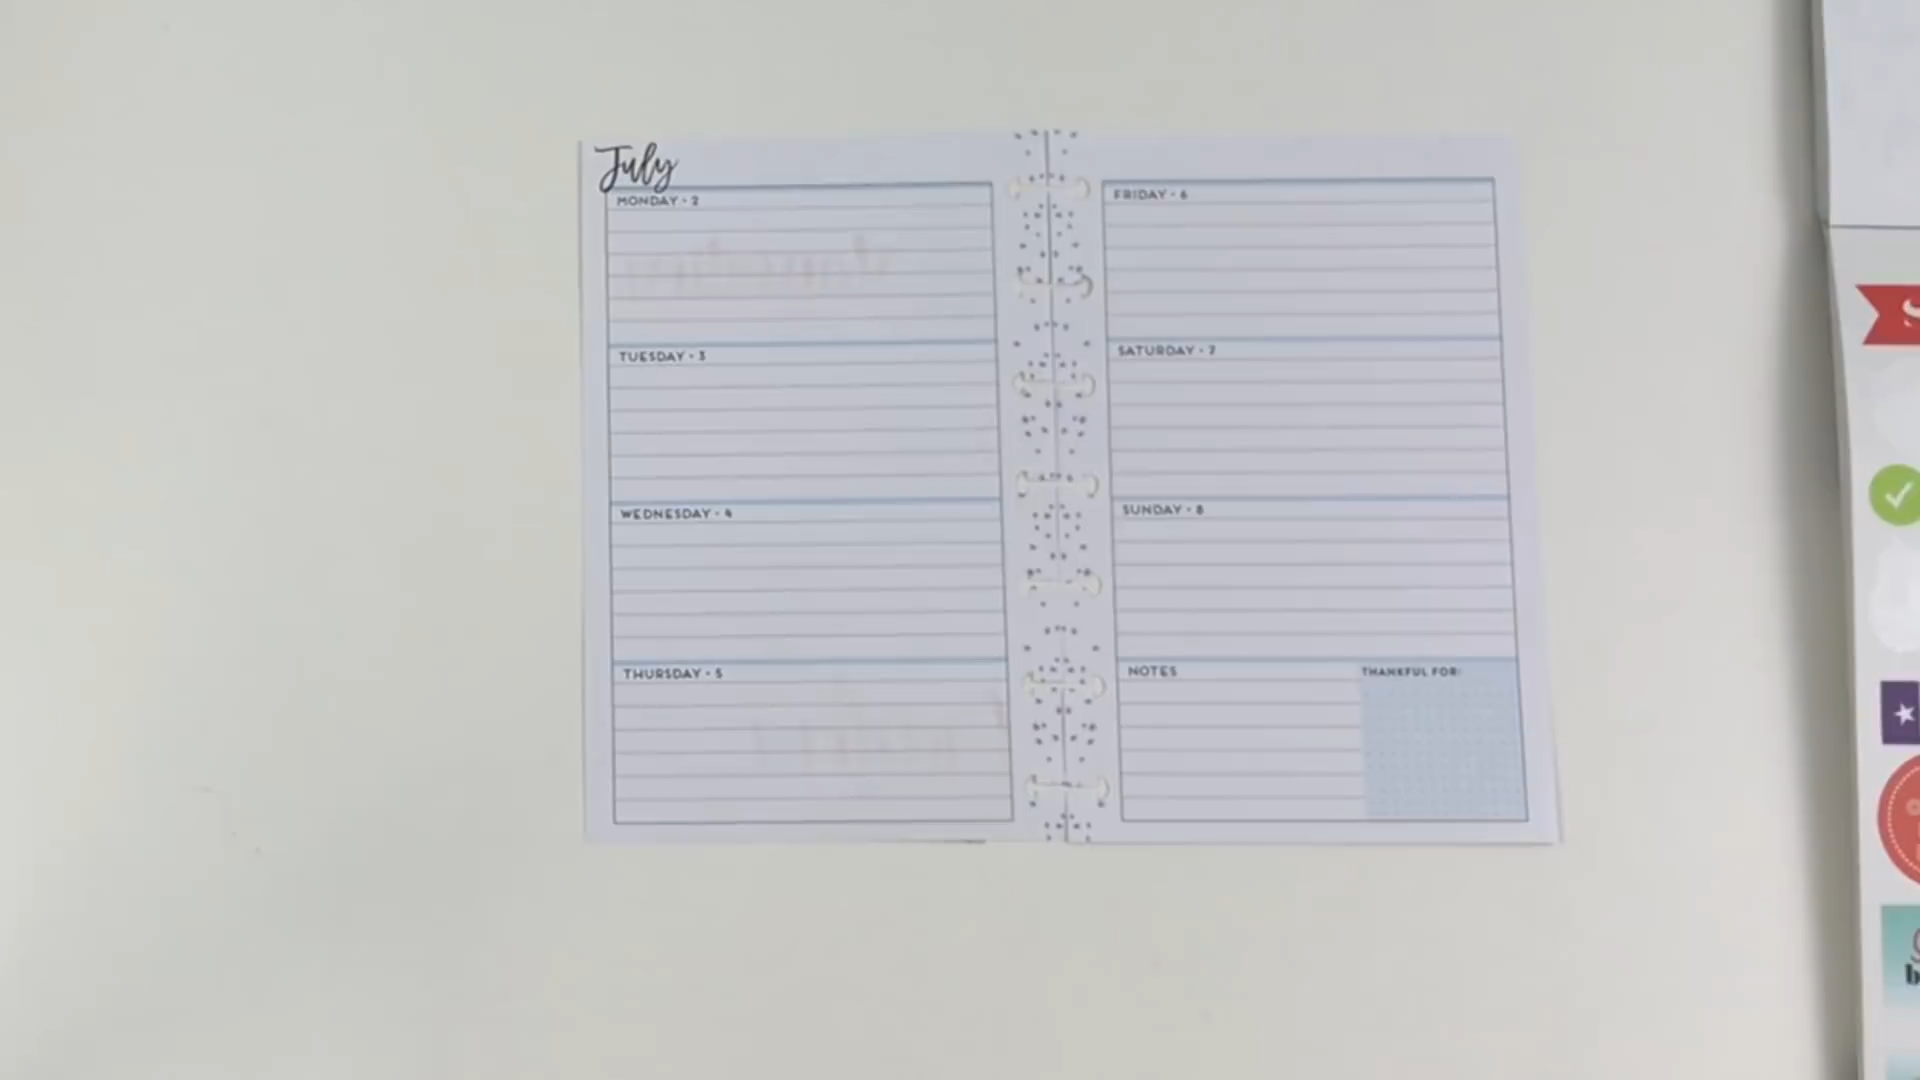 July
MONDAY • 2
TUESDAY • 3
WEDNESDAY • 4
THURSDAY • 5
FRIDAY • 6
SATURDAY • 7
SUNDAY • 8
NOTES
THANKFUL FOR: